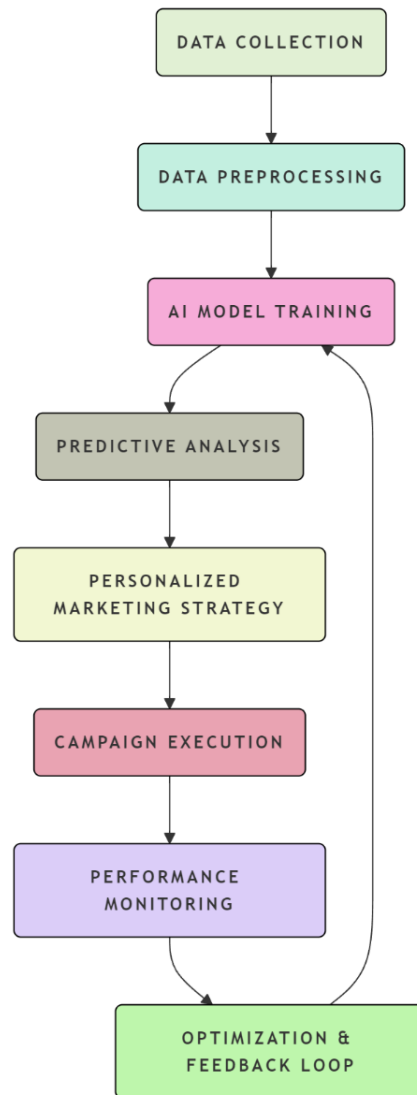 DATA COLLECTION
DATA PREPROCESSING
AI MODEL TRAINING
PREDICTIVE ANALYSIS
PERSONALIZED
MARKETING STRATEGY
CAMPAIGN EXECUTION
PERFORMANCE
MONITORING
OPTIMIZATION &
FEEDBACK LOOP